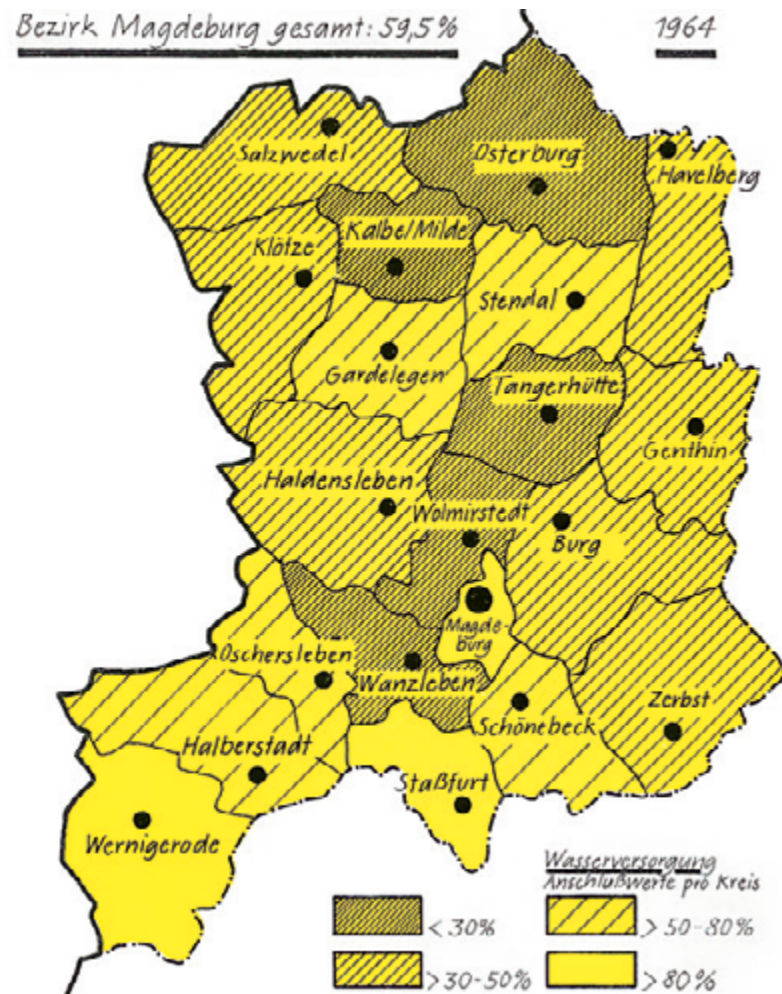 Bezirk Magdeburg gesamt: 59,5%
1964
Salzwedel
Osterburg
Havelberg
Kalbe/Milde
Klötze
Stendal
Gardelegen
Tangerhütte
Genthin
Haldensleben
Wolmirstedt
Burg
Magde-
burg
Oschersleben
Wanzleben
Schönebeck
Zerbst
Halberstadt
Staßfurt
Wernigerode
Wasserversorgung
Anschlußwerte pro Kreis
<30%
>50-80%
>30-50%
>80%